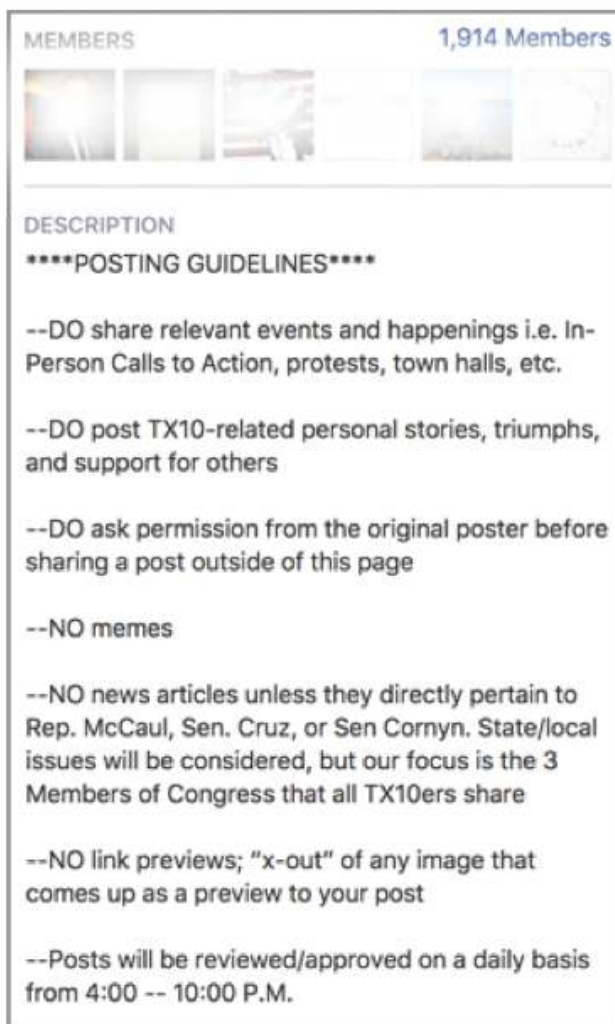 MEMBERS 1,914 Members
DESCRIPTION
****POSTING GUIDELINES****
--DO share relevant events and happenings i.e. In-
Person Calls to Action, protests, town halls, etc.
--DO post TX10-related personal stories, triumphs,
and support for others
--DO ask permission from the original poster before
sharing a post outside of this page
--NO memes
--NO news articles unless they directly pertain to
Rep. McCaul, Sen. Cruz, or Sen Cornyn. State/local
issues will be considered, but our focus is the 3
Members of Congress that all TX10ers share
--NO link previews; “x-out” of any image that
comes up as a preview to your post
--Posts will be reviewed/approved on a daily basis
from 4:00 -- 10:00 P.M.